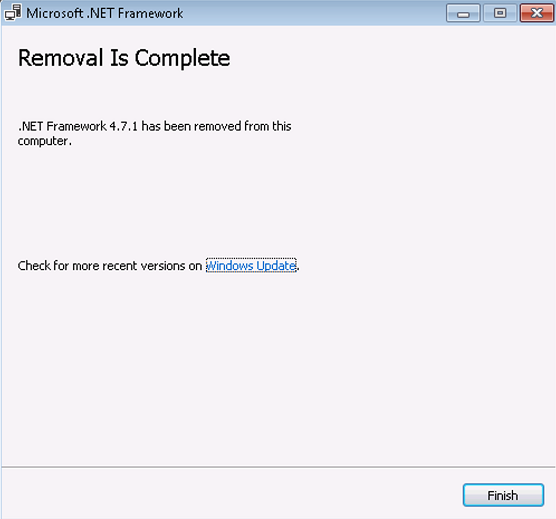 Microsoft .NET Framework
Removal Is Complete
.NET Framework 4.7.1 has been removed from this
computer.
Check for more recent versions on Windows Update.
Finish